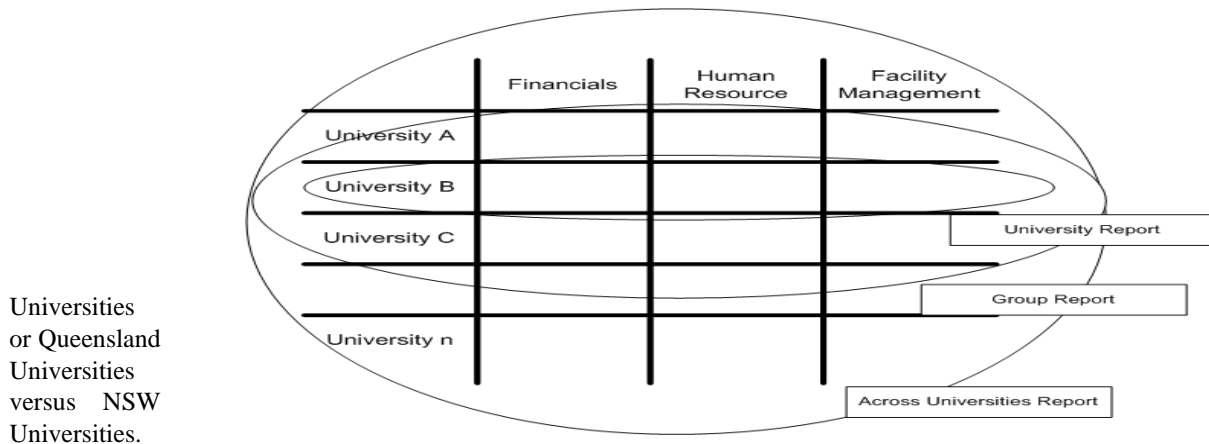 Financials
Human
Resource
Facility
Management
University A
University B
University C
University n
University Report
Group Report
Across Universities Report
Universities
or Queensland
Universities
versus NSW
Universities.